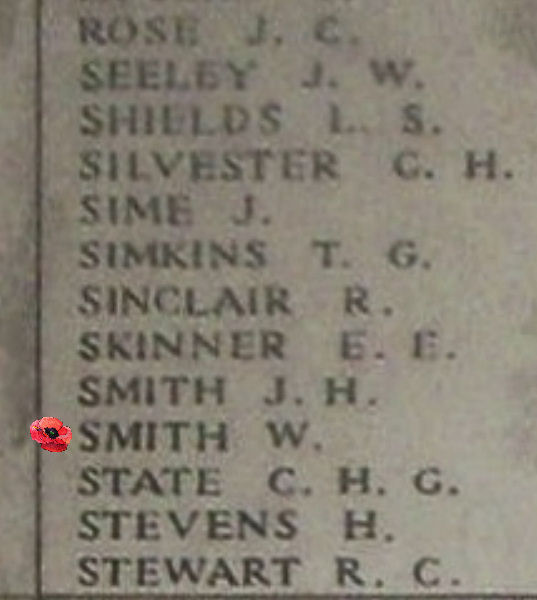 ROSE J. C.
SEELEY J. W.
SHIELDS L. S.
SILVESTER G. H.
SIME J.
SIMKINS T. G.
SINCLAIR R.
SKINNER E. E.
SMITH J. H.
SMITH W.
STATE C. H. G.
STEVENS H.
STEWART R. C.